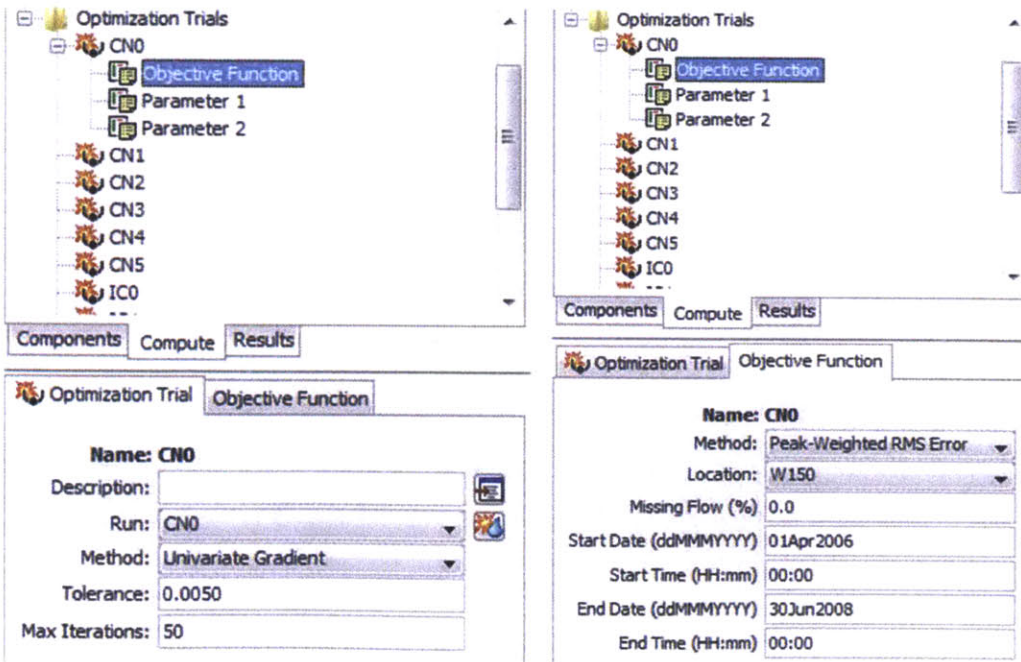 Optimization Trials
CN0
Objective Function
Parameter 1
Parameter 2
CN1
CN2
CN3
CN4
CN5
IC0
Components Compute Results
Optimization Trial Objective Function
Name: CN0
Description:
Run: CN0
Method: Univariate Gradient
Tolerance: 0.0050
Max Iterations: 50
Optimization Trials
CN0
Objective Function
Parameter 1
Parameter 2
CN1
CN2
CN3
CN4
CN5
IC0
Components Compute Results
Optimization Trial Objective Function
Name: CN0
Method: Peak-Weighted RMS Error
Location: W150
Missing Flow (%) 0.0
Start Date (ddMMMYYYY) 01Apr2006
Start Time (HH:mm) 00:00
End Date (ddMMMYYYY) 30Jun2008
End Time (HH:mm) 00:00